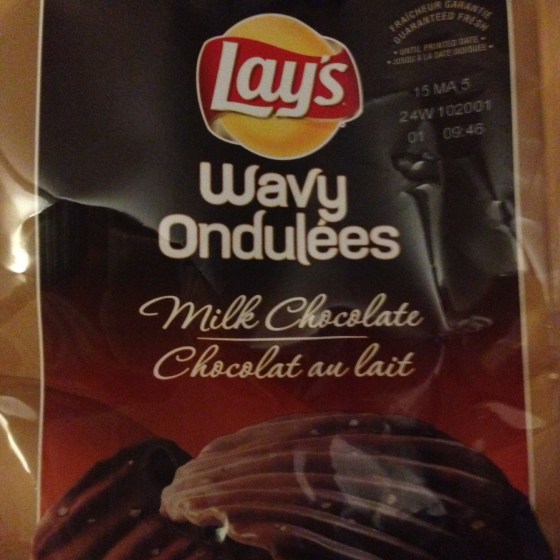 FRAÎCHEUR GARANTIE
GUARANTEED FRESH
• UNTIL PRINTED DATE •
• JUSQU'À LA DATE INDIQUÉE •
15 MA 5
24W 102001
01 09:46
Lay's
Wavy
Ondulées
Milk Chocolate
Chocolat au lait